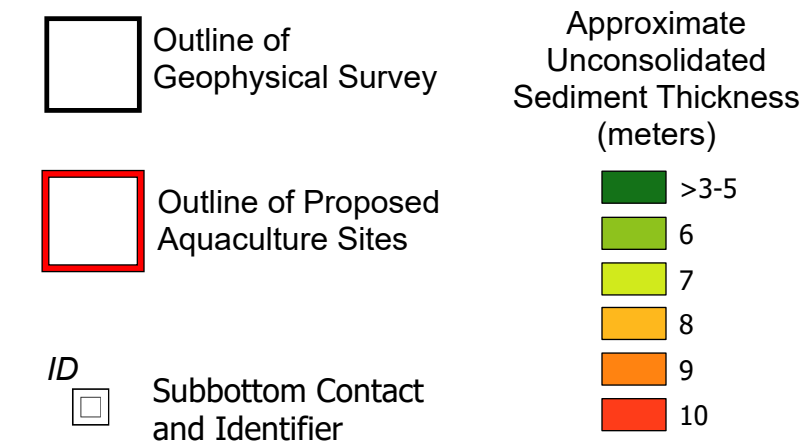 Outline of
Geophysical Survey
Outline of Proposed
Aquaculture Sites
ID
Subbottom Contact
and Identifier
Approximate
Unconsolidated
Sediment Thickness
(meters)
>3-5
6
7
8
9
10